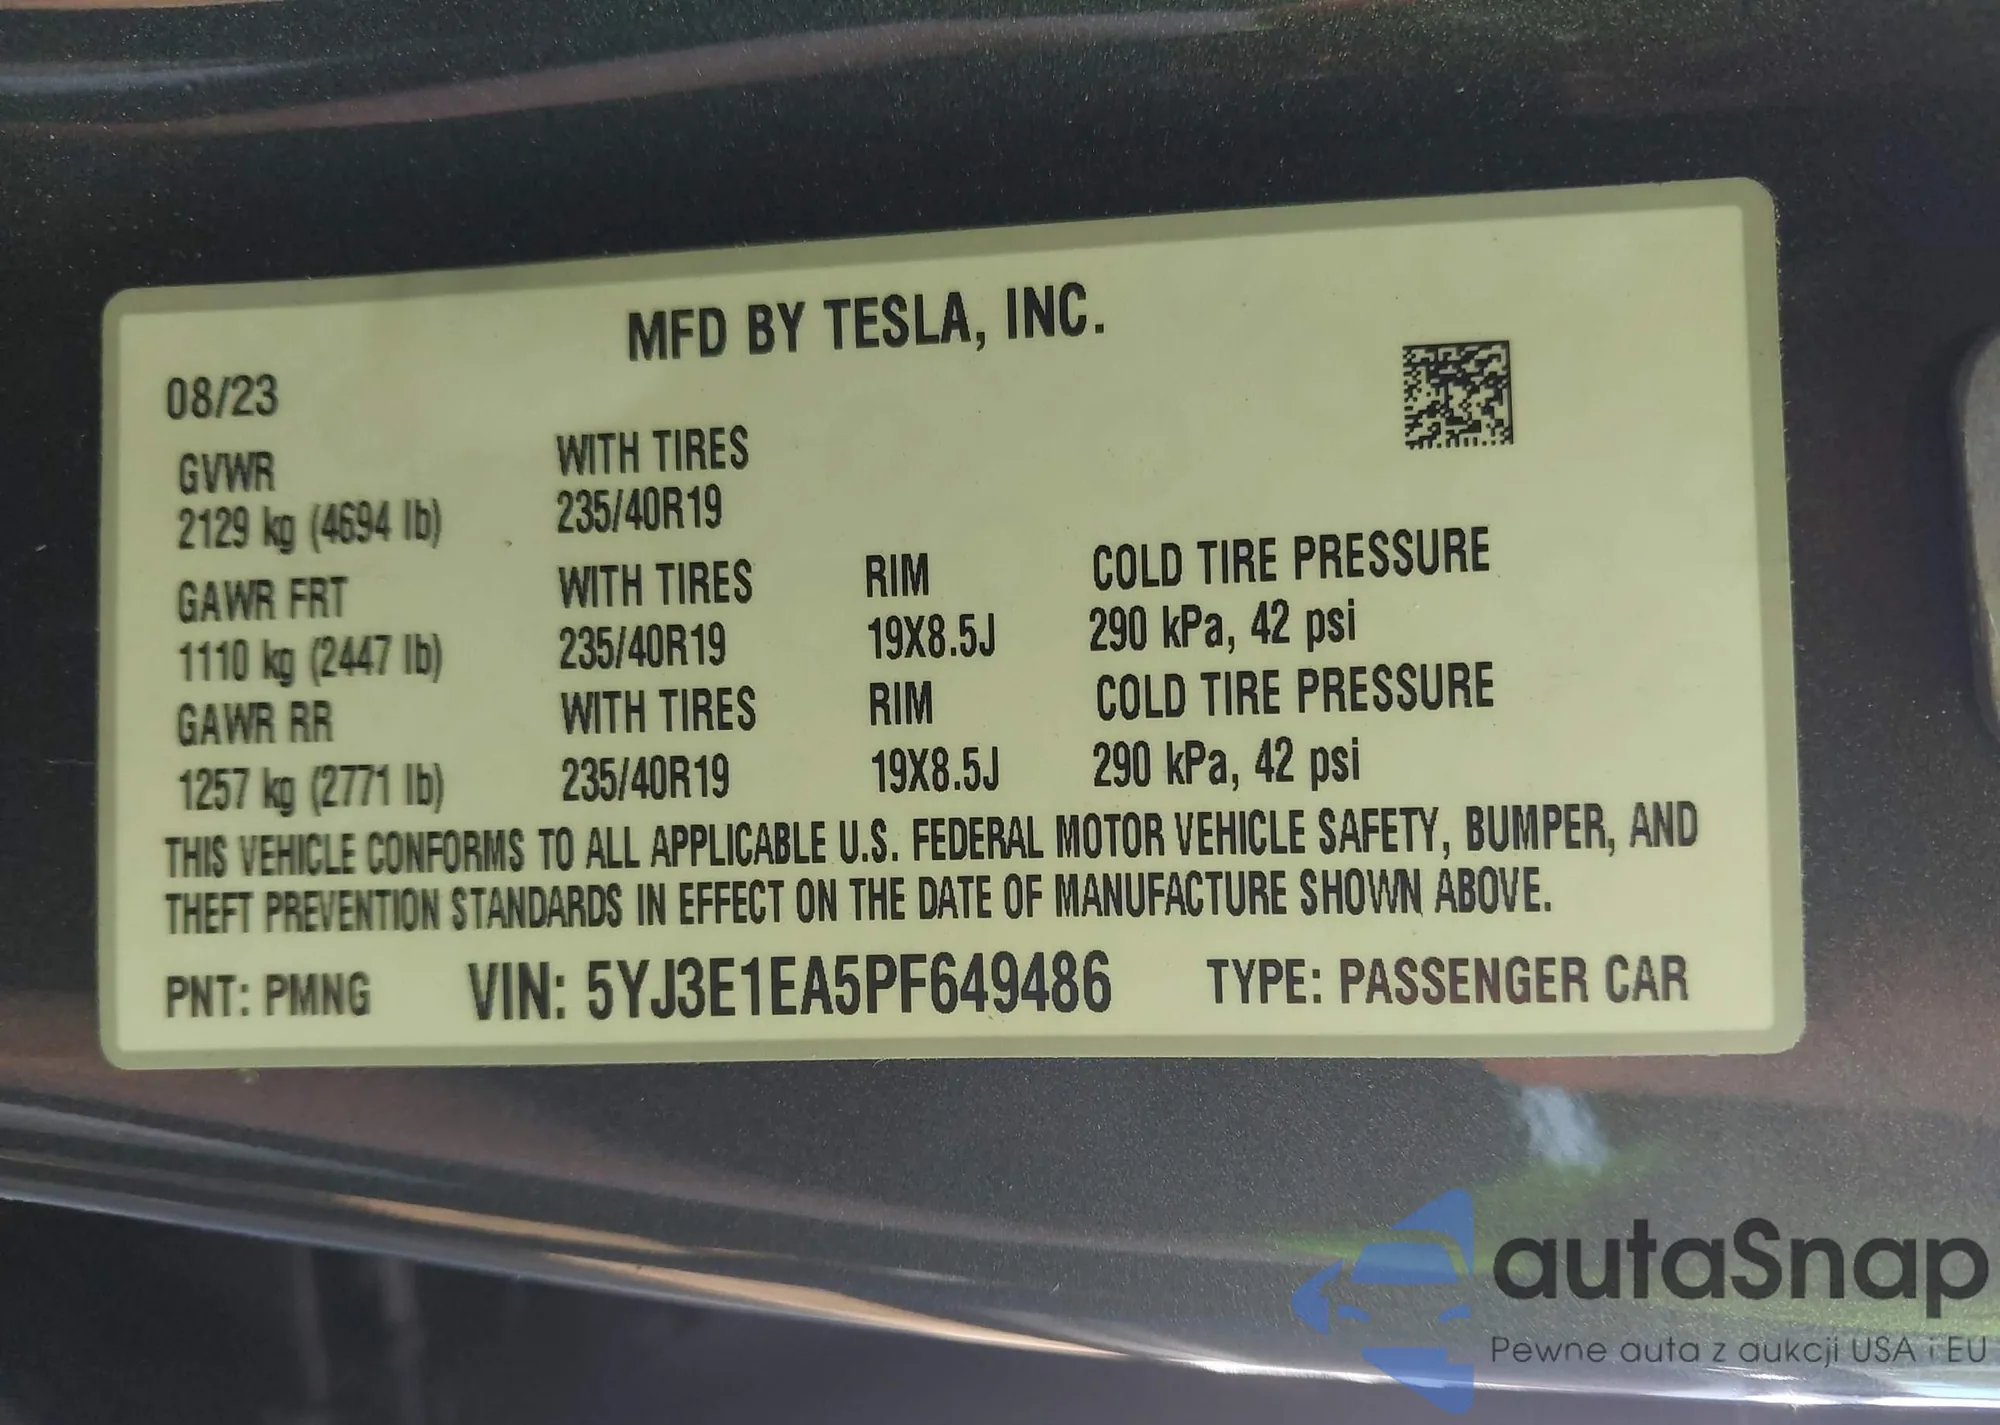 MFD BY TESLA, INC.
08/23
GVWR WITH TIRES
2129 kg (4694 lb) 235/40R19
GAWR FRT WITH TIRES RIM COLD TIRE PRESSURE
1110 kg (2447 lb) 235/40R19 19X8.5J 290 kPa, 42 psi
GAWR RR WITH TIRES RIM COLD TIRE PRESSURE
1257 kg (2771 lb) 235/40R19 19X8.5J 290 kPa, 42 psi
THIS VEHICLE CONFORMS TO ALL APPLICABLE U.S. FEDERAL MOTOR VEHICLE SAFETY, BUMPER, AND
THEFT PREVENTION STANDARDS IN EFFECT ON THE DATE OF MANUFACTURE SHOWN ABOVE.
PNT: PMNG VIN: 5YJ3E1EA5PF649486 TYPE: PASSENGER CAR
autaSnap
Pewne auta z aukcji USA i EU